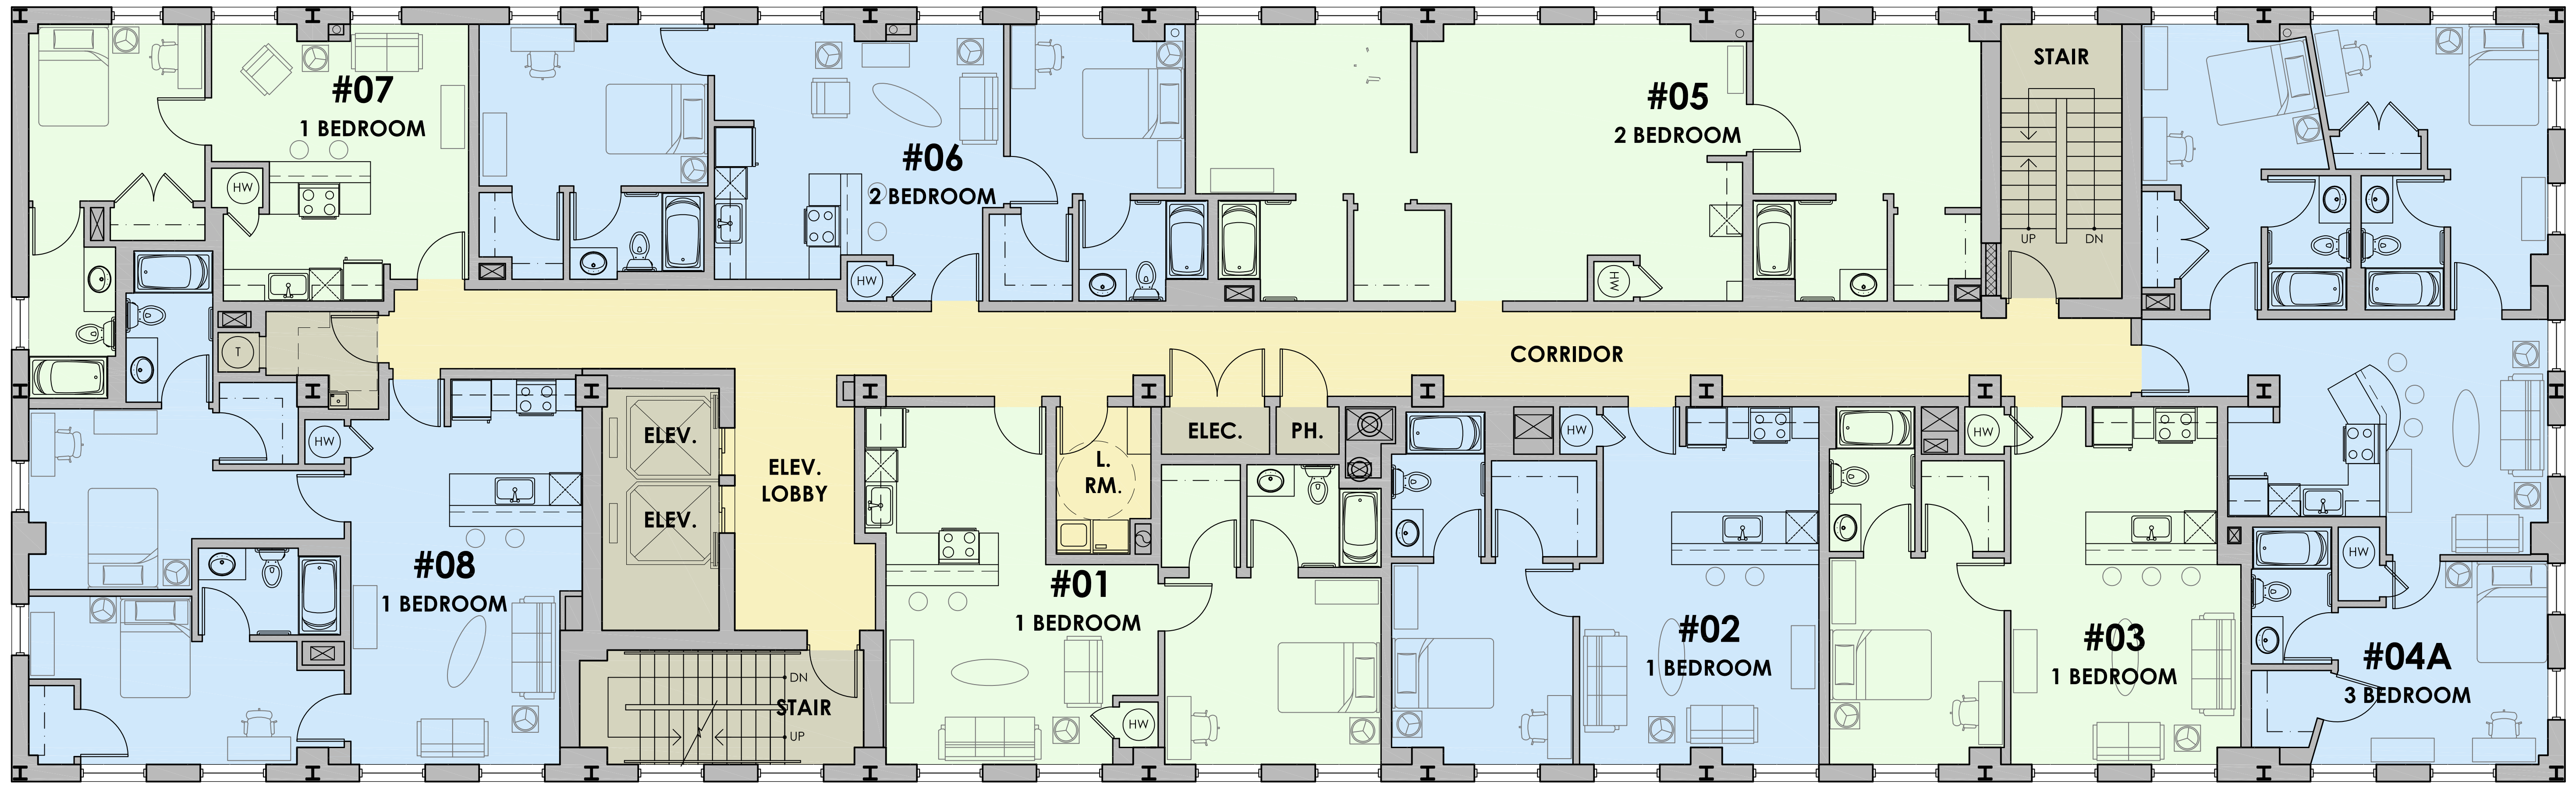 #07
1 BEDROOM
HW
#06
2 BEDROOM
HW
#05
2 BEDROOM
HW
STAIR
UP
DN
T
CORRIDOR
HW
#08
1 BEDROOM
ELEV.
ELEV.
ELEV.
LOBBY
DN
STAIR
UP
L.
RM.
ELEC.
PH.
#01
1 BEDROOM
HW
HW
#02
1 BEDROOM
HW
#03
1 BEDROOM
HW
#04A
3 BEDROOM